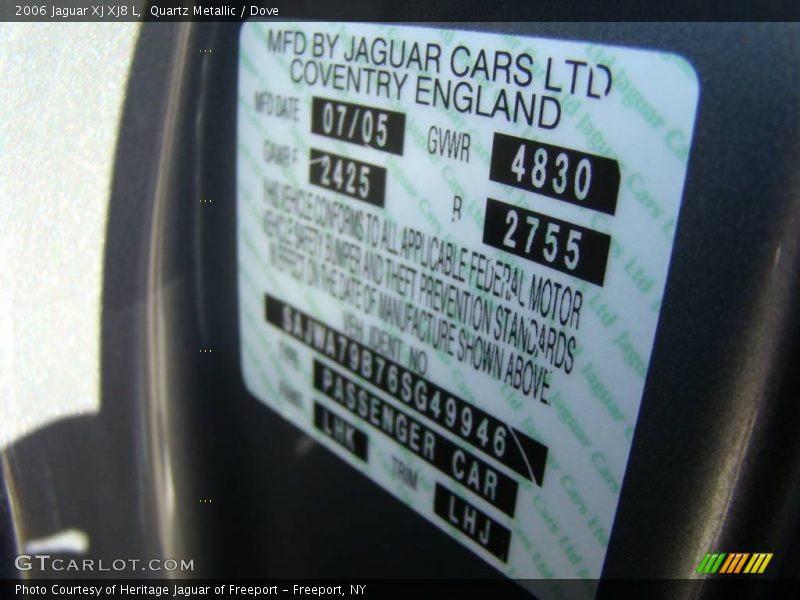 2006 Jaguar XJ XJ8 L,  Quartz Metallic / Dove
MFD BY JAGUAR CARS LTD
COVENTRY ENGLAND
MFD DATE 07/05 GVWR 4830
GAWR F 2425 R 2755
THIS VEHICLE CONFORMS TO ALL APPLICABLE FEDERAL MOTOR
VEHICLE SAFETY BUMPER AND THEFT PREVENTION STANDARDS
IN EFFECT ON THE DATE OF MANUFACTURE SHOWN ABOVE.
VEH. IDENT. NO.
SAJWA79B76SG49946
TYPE PASSENGER CAR
LHK TRIM LHJ
GTCARLOT.COM
Photo Courtesy of Heritage Jaguar of Freeport – Freeport, NY